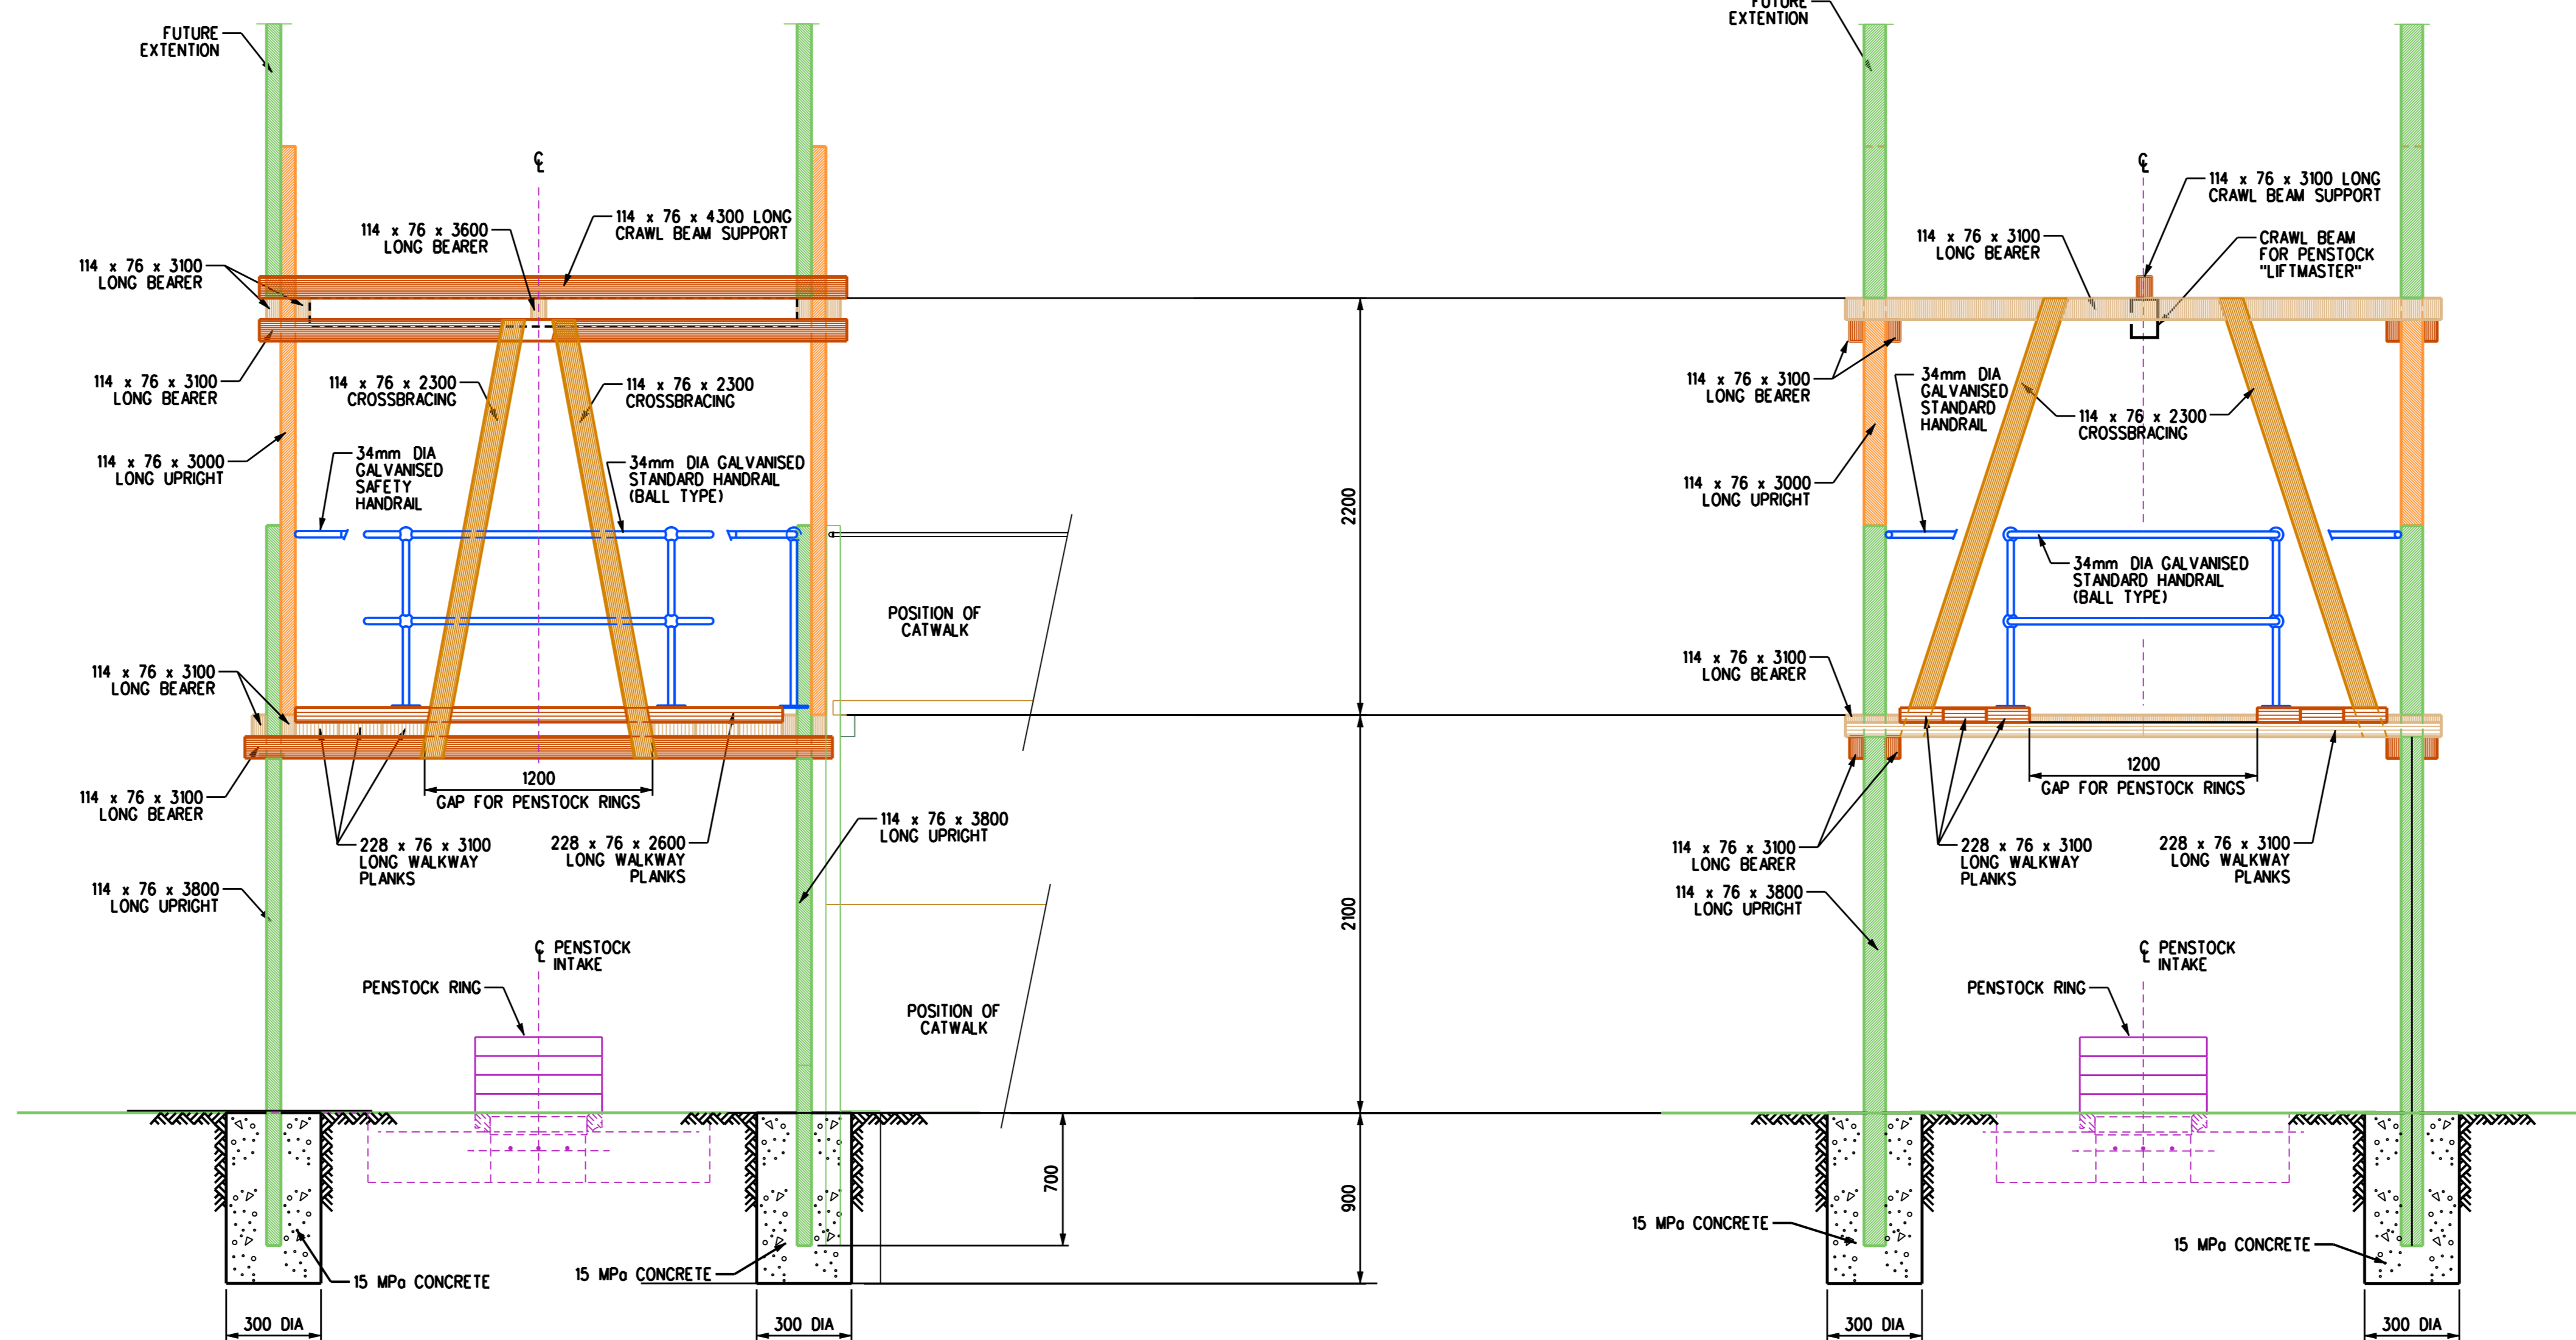 FUTURE
EXTENTION
℄
114 x 76 x 3600
LONG BEARER
114 x 76 x 4300 LONG
CRAWL BEAM SUPPORT
114 x 76 x 3100
LONG BEARER
114 x 76 x 3100
LONG BEARER
114 x 76 x 2300
CROSSBRACING
114 x 76 x 2300
CROSSBRACING
114 x 76 x 3000
LONG UPRIGHT
34mm DIA
GALVANISED
SAFETY
HANDRAIL
34mm DIA GALVANISED
STANDARD HANDRAIL
(BALL TYPE)
POSITION OF
CATWALK
114 x 76 x 3100
LONG BEARER
114 x 76 x 3100
LONG BEARER
1200
GAP FOR PENSTOCK RINGS
228 x 76 x 3100
LONG WALKWAY
PLANKS
228 x 76 x 2600
LONG WALKWAY
PLANKS
114 x 76 x 3800
LONG UPRIGHT
114 x 76 x 3800
LONG UPRIGHT
℄ PENSTOCK
INTAKE
PENSTOCK RING
POSITION OF
CATWALK
15 MPa CONCRETE
15 MPa CONCRETE
300 DIA
300 DIA
2200
2100
700
900
FUTURE
EXTENTION
℄
114 x 76 x 3100 LONG
CRAWL BEAM SUPPORT
114 x 76 x 3100
LONG BEARER
CRAWL BEAM
FOR PENSTOCK
"LIFTMASTER"
114 x 76 x 3100
LONG BEARER
34mm DIA
GALVANISED
STANDARD
HANDRAIL
114 x 76 x 2300
CROSSBRACING
114 x 76 x 3000
LONG UPRIGHT
34mm DIA GALVANISED
STANDARD HANDRAIL
(BALL TYPE)
114 x 76 x 3100
LONG BEARER
1200
GAP FOR PENSTOCK RINGS
114 x 76 x 3100
LONG BEARER
228 x 76 x 3100
LONG WALKWAY
PLANKS
228 x 76 x 3100
LONG WALKWAY
PLANKS
114 x 76 x 3800
LONG UPRIGHT
℄ PENSTOCK
INTAKE
PENSTOCK RING
15 MPa CONCRETE
15 MPa CONCRETE
300 DIA
300 DIA